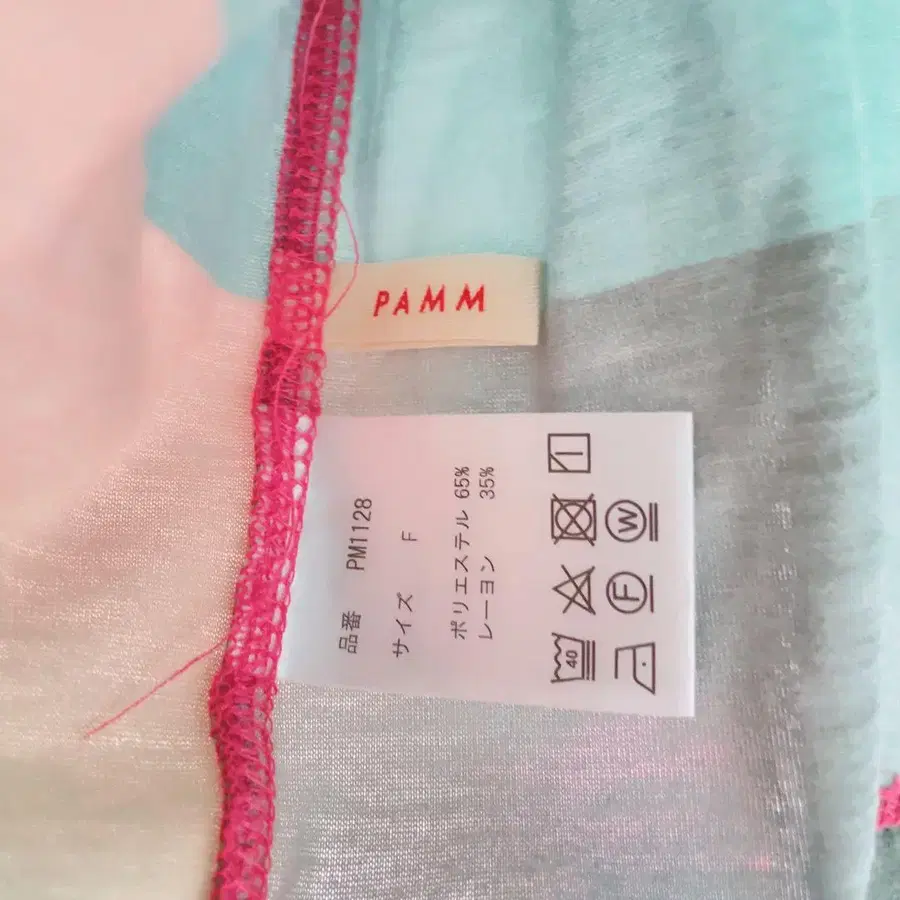 PAMM
品番 PM1128
サイズ F
ポリエステル 65%
レーヨン 35%
40
W
F